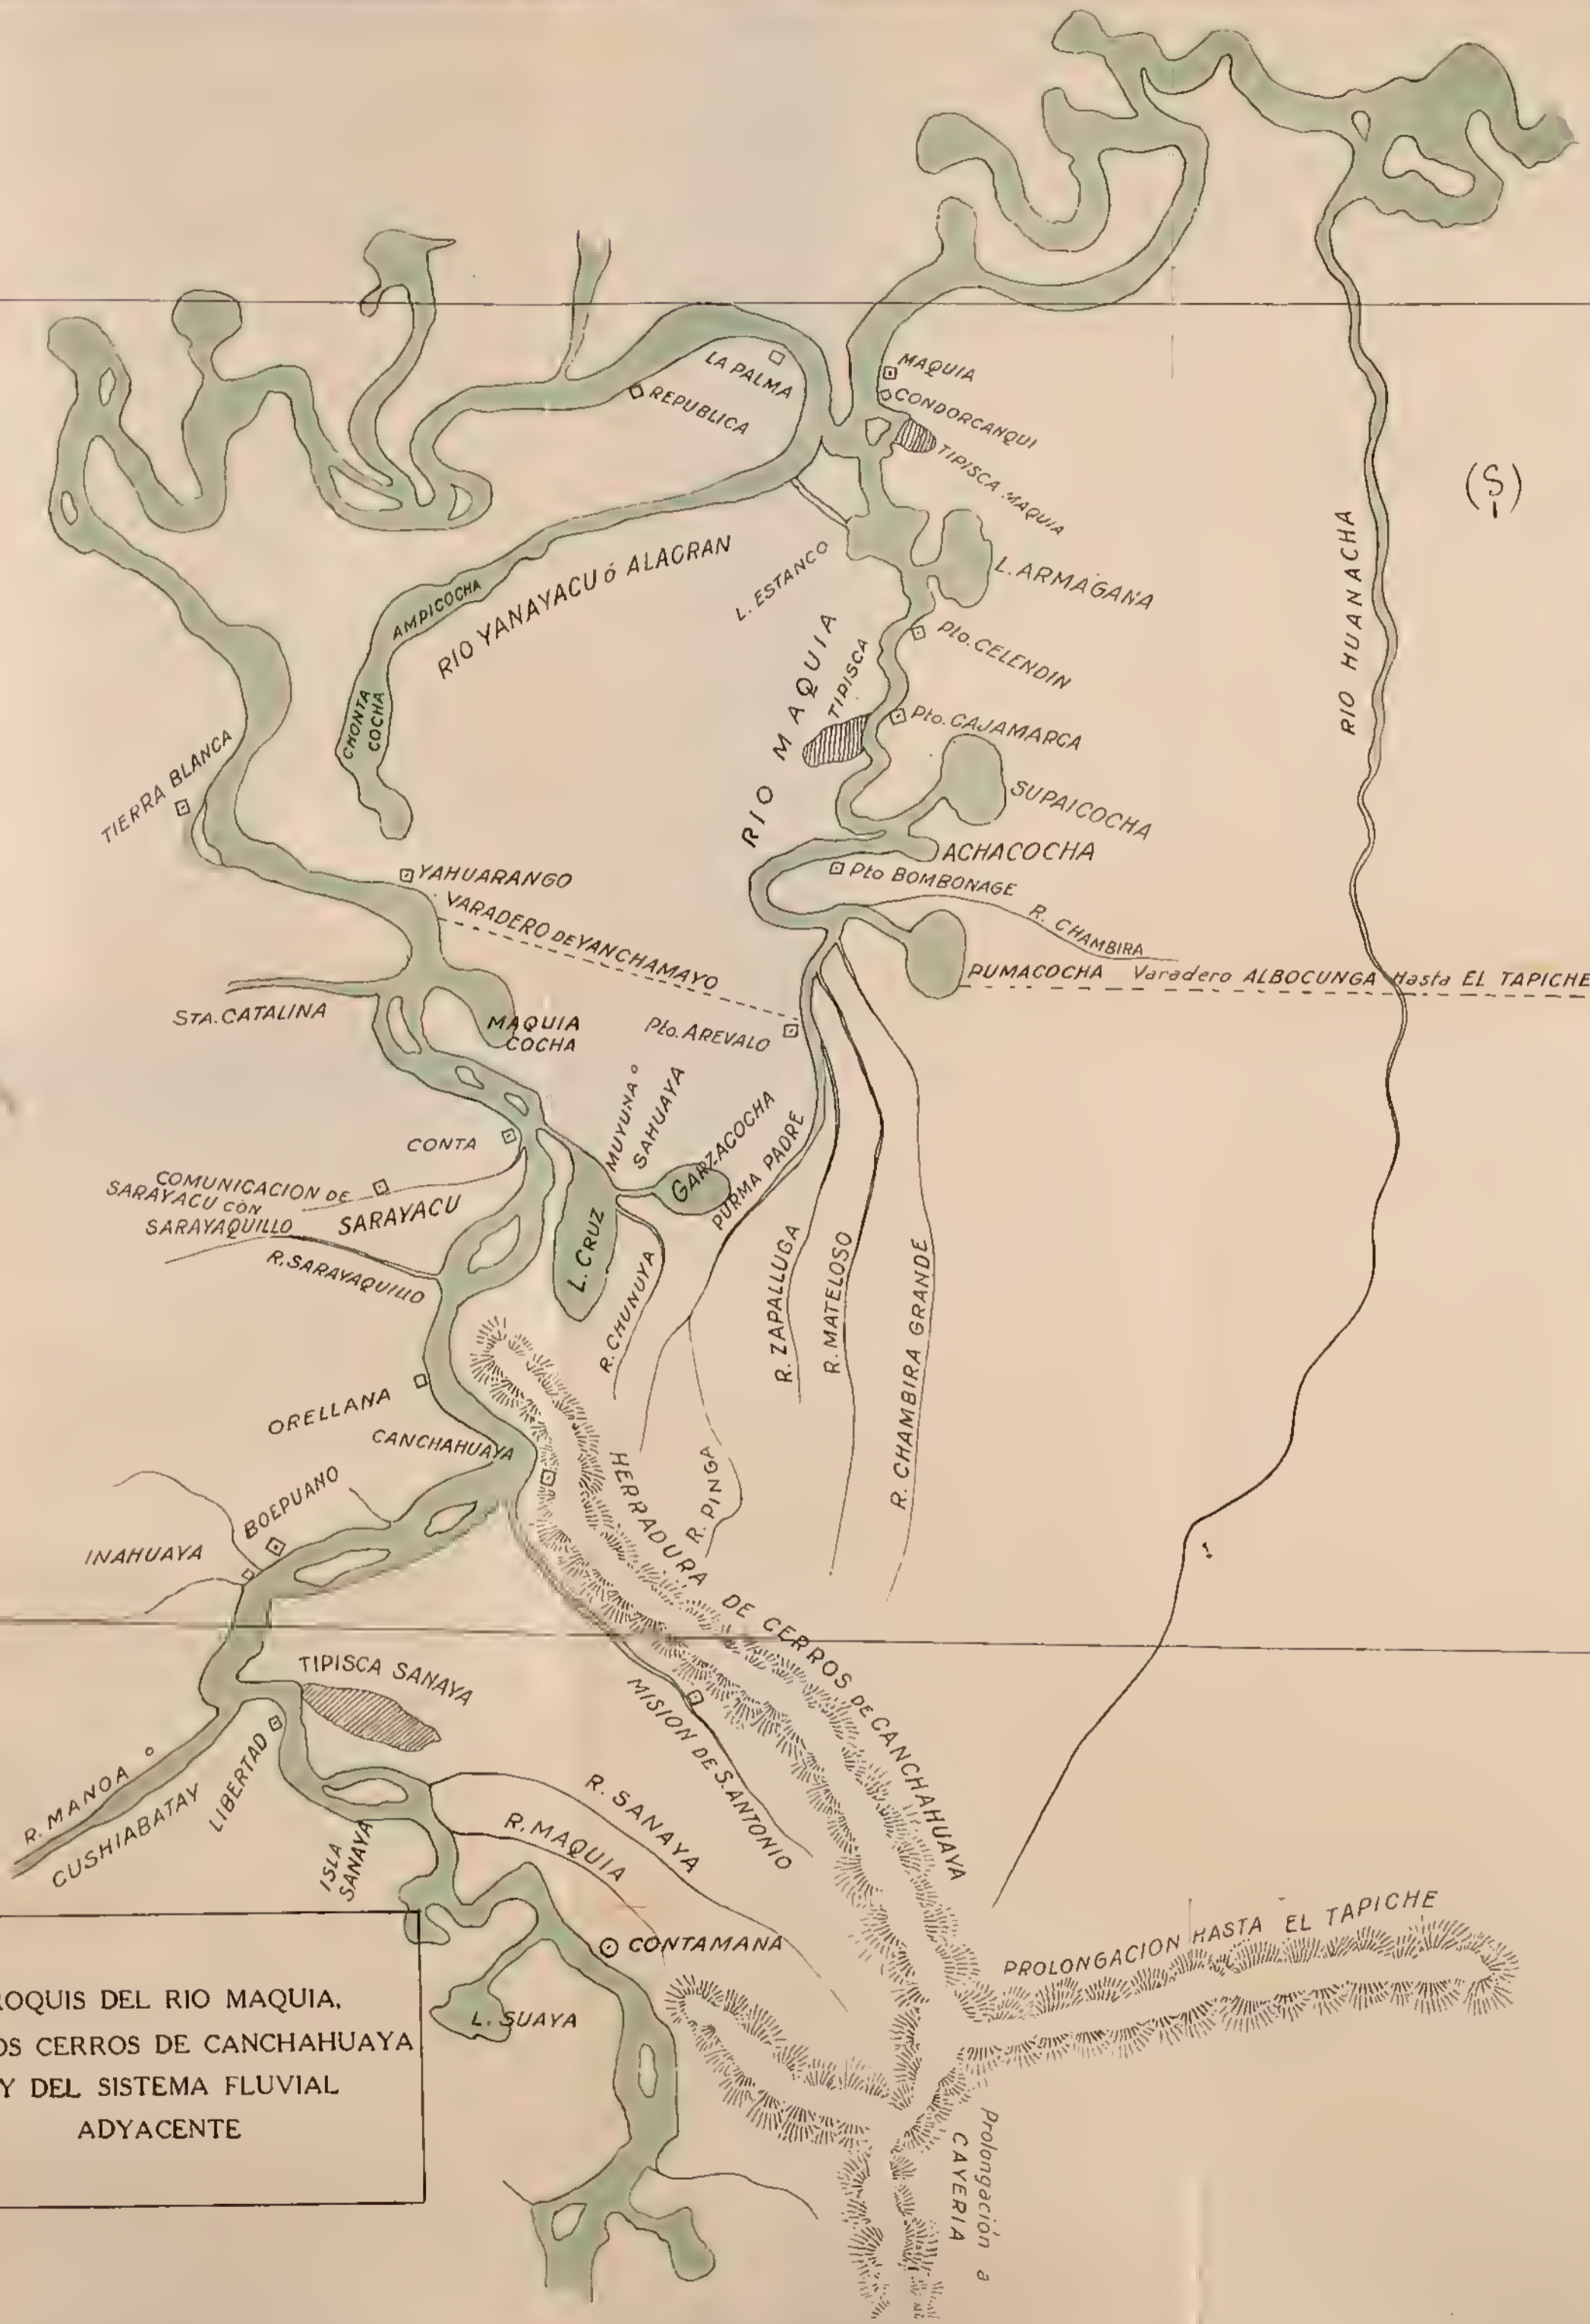 LA PALMA
REPUBLICA
MAQUIA
CONDORCANQUI
TIPISCA MAQUIA
(S)
RIO HUANACHA
L. ESTANCO
L. ARMAGANA
AMPICOCHA
RIO YANAYACU ó ALACRAN
CHONTA
COCHA
RIO MAQUIA
TIPISCA
Pto. CELENDIN
Pto. CAJAMARCA
SUPAICOCHA
ACHACOCHA
Pto BOMBONAGE
R. CHAMBIRA
TIERRA BLANCA
YAHUARANGO
VARADERO DE YANCHAMAYO
PUMACOCHA Varadero ALBOCUNGA Hasta EL TAPICHE
STA. CATALINA
MAQUIA
COCHA
Pto. AREVALO
CONTA
MUYUNA o
SAHUAYA
GARZACOCHA
PURMA PADRE
COMUNICACION DE
SARAYACU CON
SARAYAQUILLO
SARAYACU
R. SARAYAQUILLO
L. CRUZ
R. CHUNUYA
R. ZAPALLUGA
R. MATELOSO
R. CHAMBIRA GRANDE
ORELLANA
CANCHAHUAYA
R. PINGA
HERRADURA DE CERROS DE CANCHAHUAYA
BOEPUANO
INAHUAYA
TIPISCA SANAYA
MISION DE S. ANTONIO
R. MANOA o
CUSHIABATAY
LIBERTAD
ISLA
SANAYA
R. SANAYA
R. MAQUIA
CONTAMANA
L. SUAYA
PROLONGACION HASTA EL TAPICHE
Prolongación a
CAYERIA
ROQUIS DEL RIO MAQUIA,
OS CERROS DE CANCHAHUAYA
Y DEL SISTEMA FLUVIAL
ADYACENTE